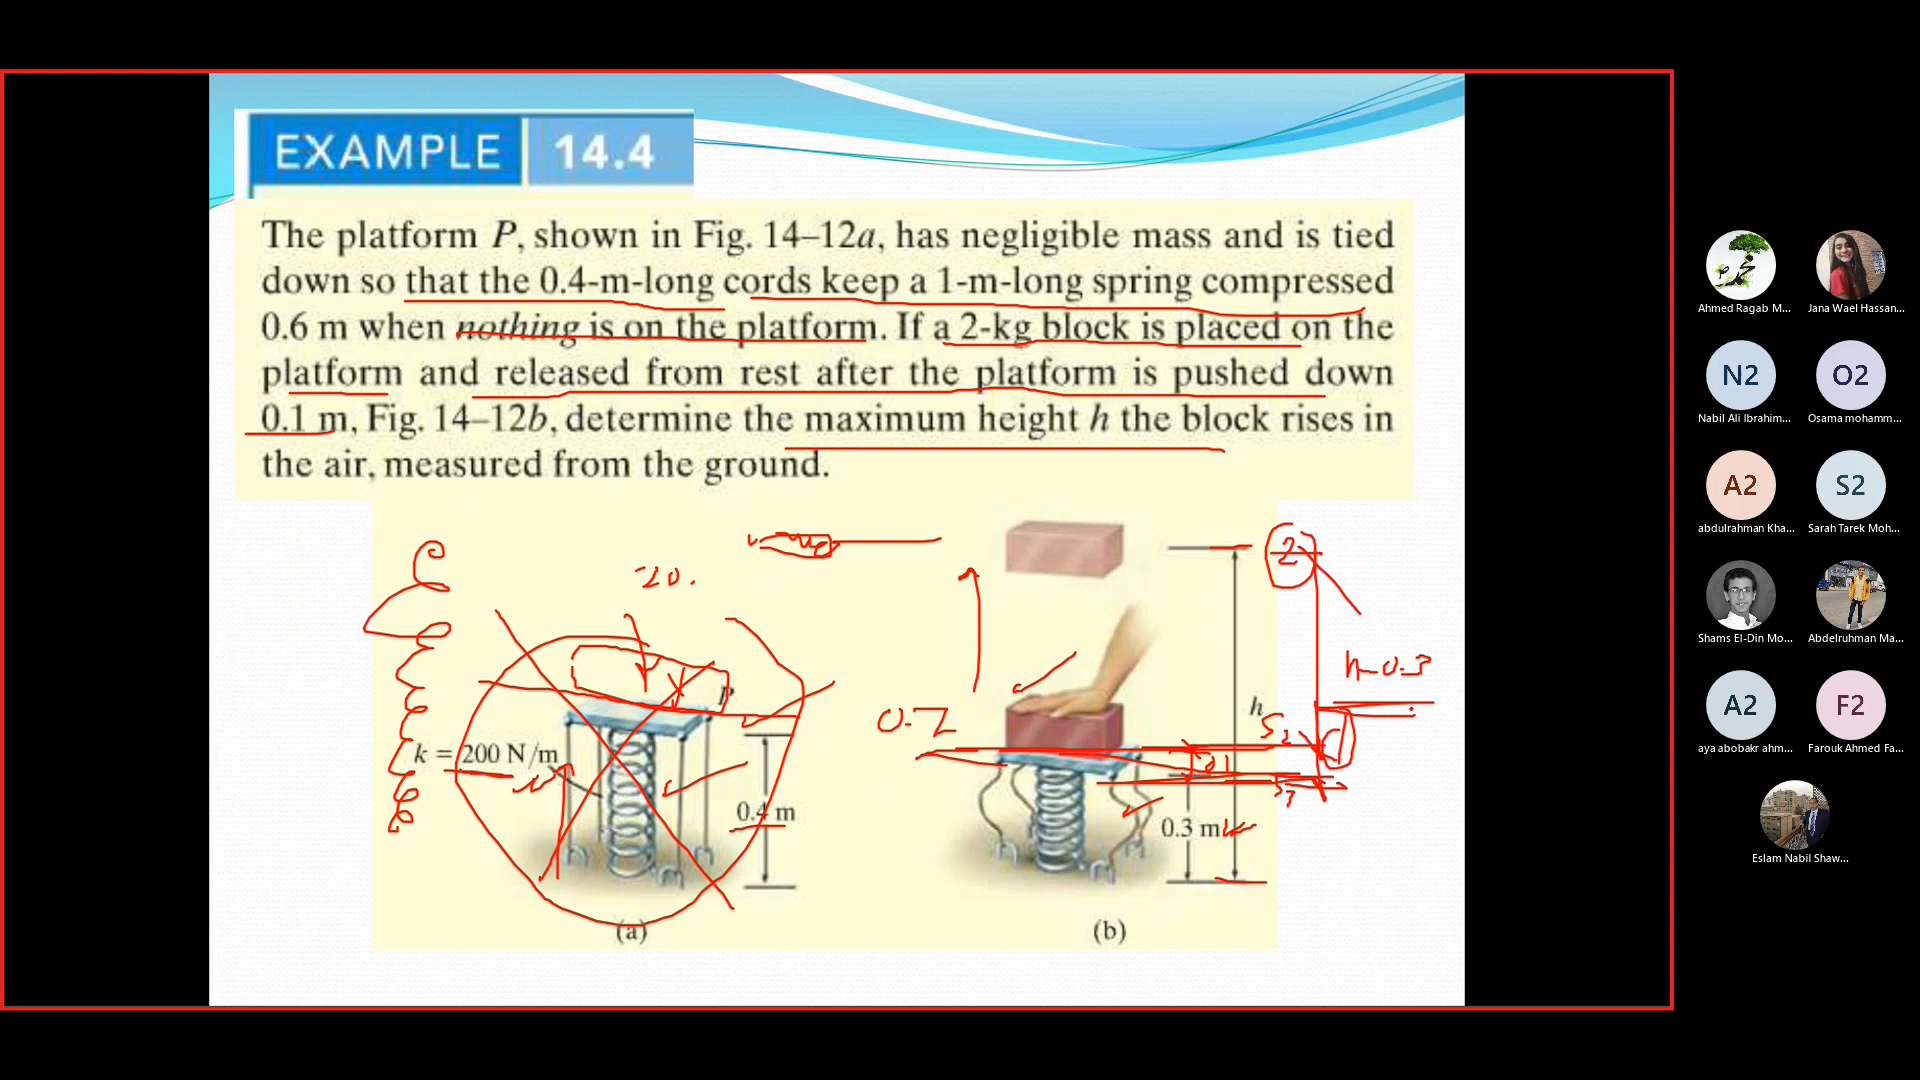 EXAMPLE 14.4
The platform P, shown in Fig. 14–12a, has negligible mass and is tied
down so that the 0.4-m-long cords keep a 1-m-long spring compressed
0.6 m when nothing is on the platform. If a 2-kg block is placed on the
platform and released from rest after the platform is pushed down
0.1 m, Fig. 14–12b, determine the maximum height h the block rises in
the air, measured from the ground.
20.
2
h-0.3
P
0.7
h
S2
k = 200 N/m
0.1
0.4 m
0.3 m
(a)
(b)
Ahmed Ragab M...
Jana Wael Hassan...
N2
O2
Nabil Ali Ibrahim...
Osama mohamm...
A2
S2
abdulrahman Kha...
Sarah Tarek Moh...
Shams El-Din Mo...
Abdelruhman Ma...
A2
F2
aya abobakr ahm...
Farouk Ahmed Fa...
Eslam Nabil Shaw...